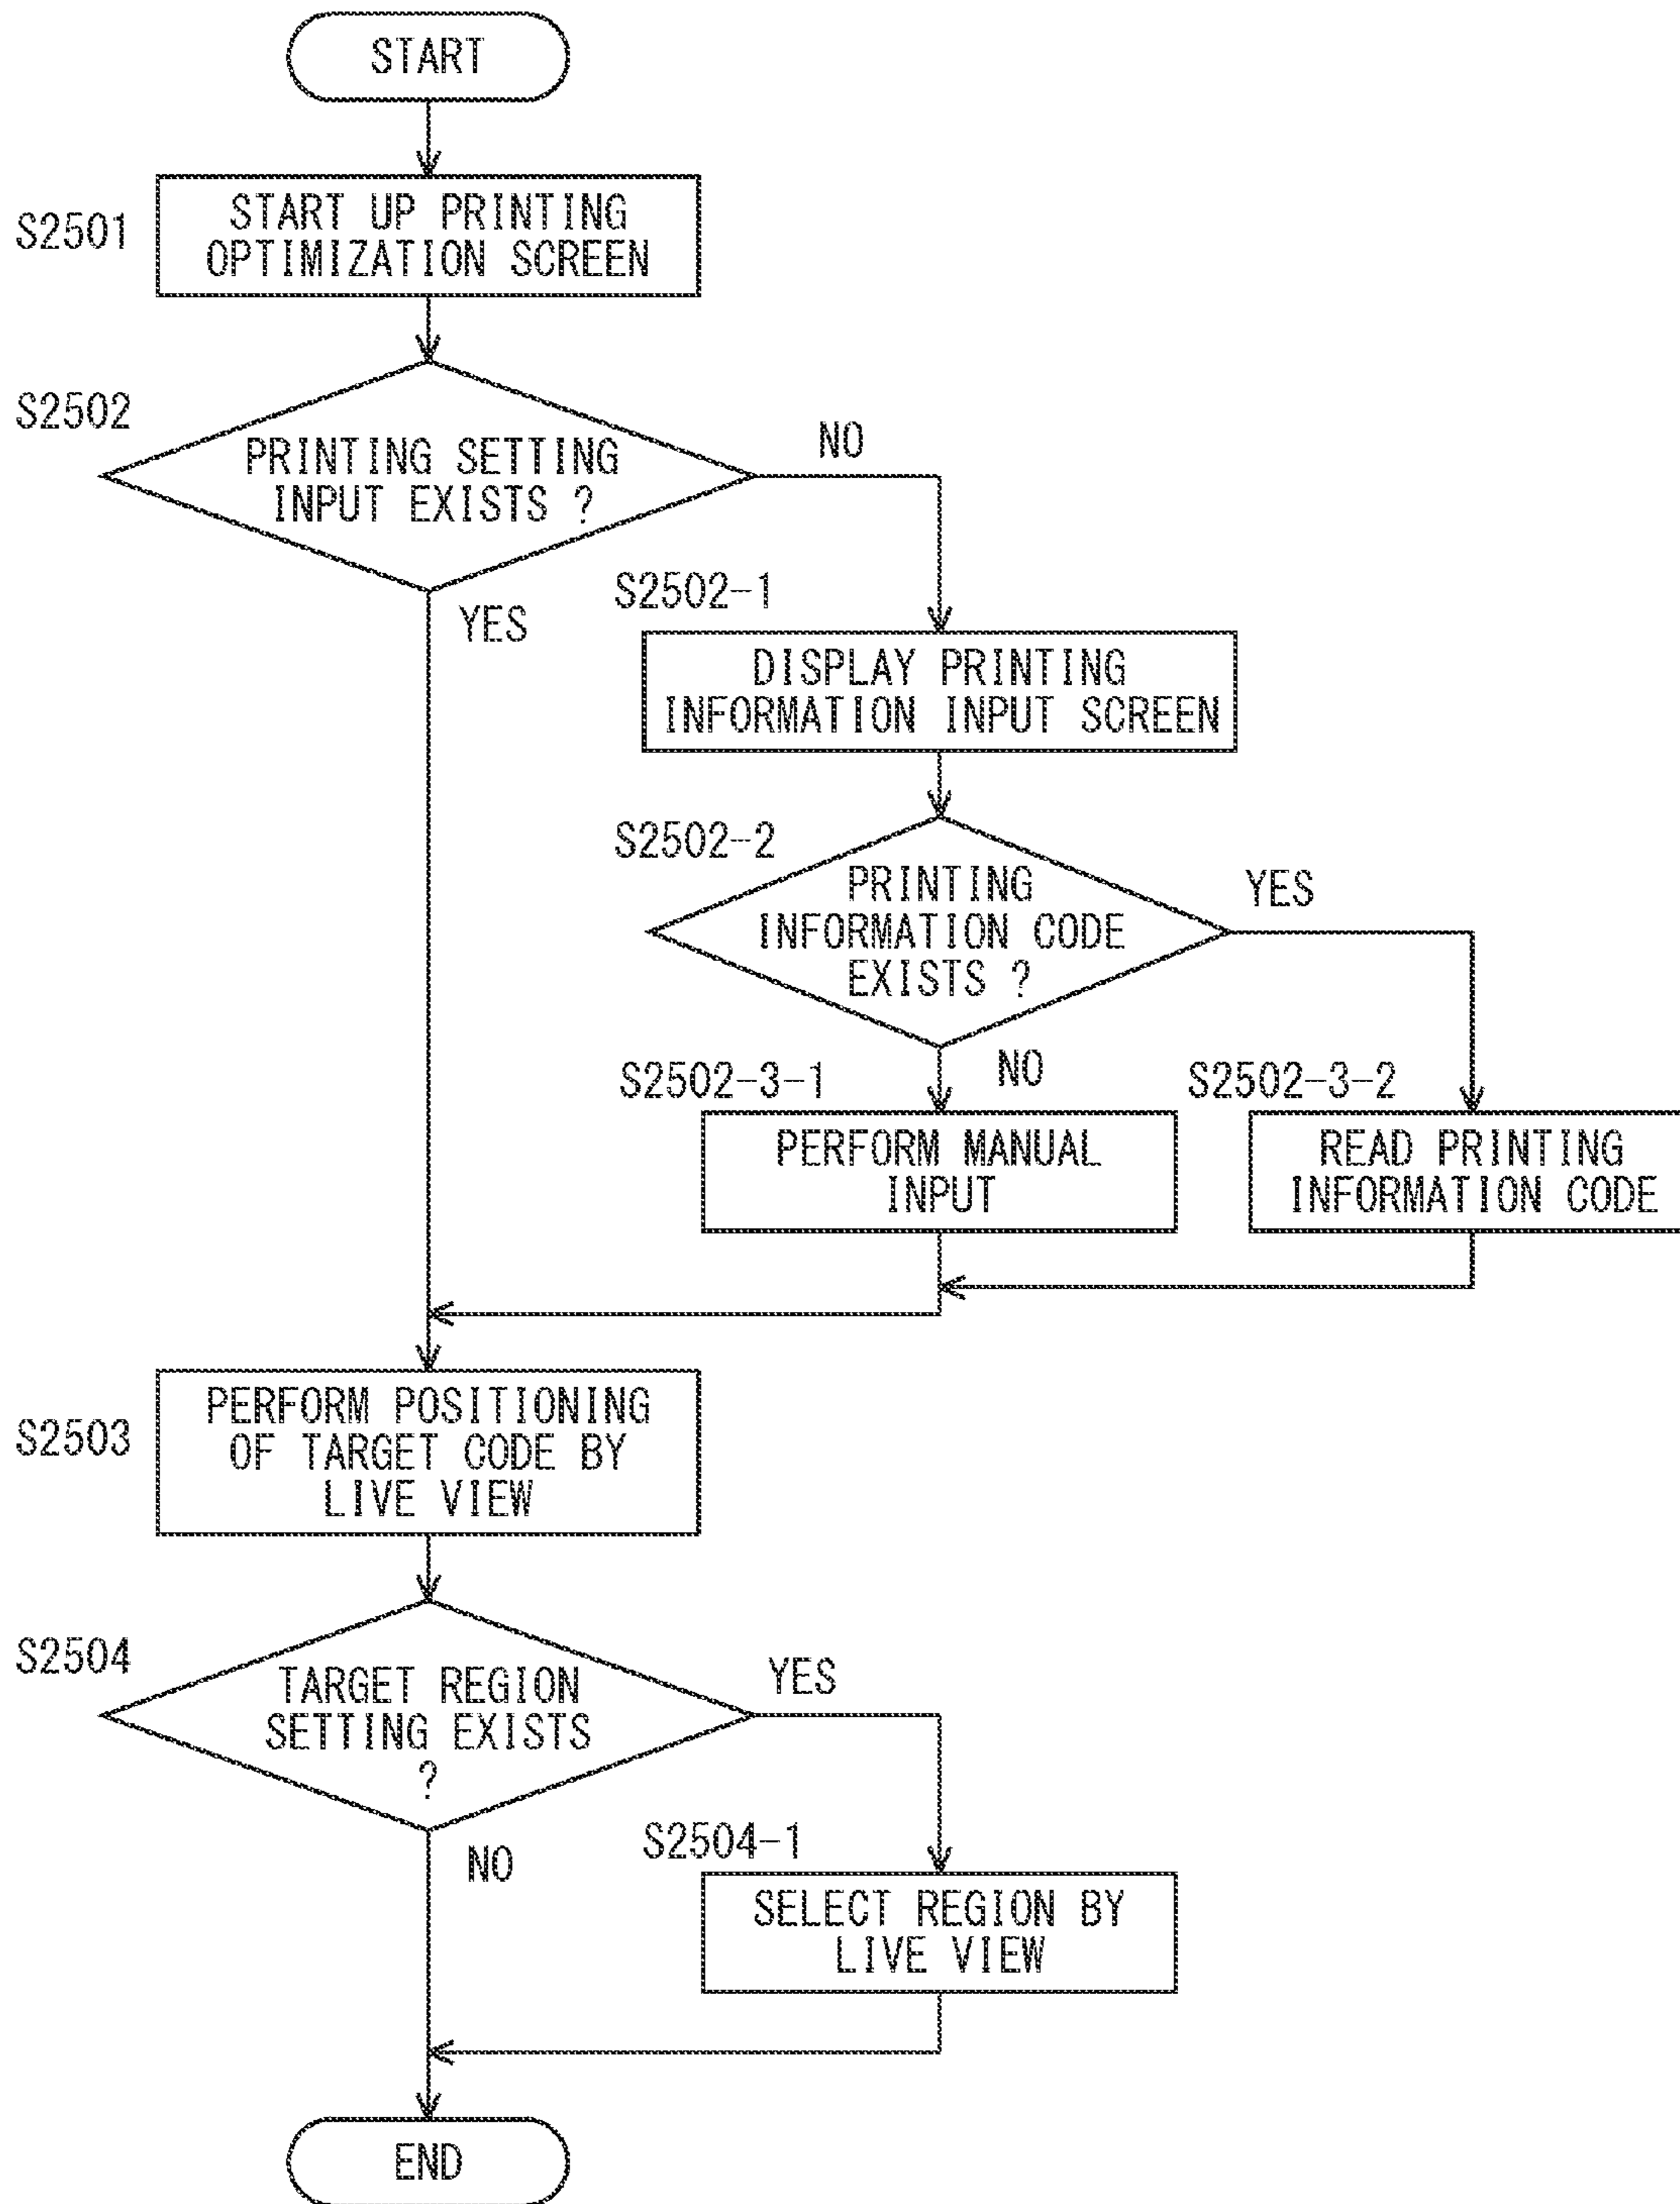 START
S2501
START UP PRINTING
OPTIMIZATION SCREEN
S2502
PRINTING SETTING
INPUT EXISTS ?
NO
YES
S2502-1
DISPLAY PRINTING
INFORMATION INPUT SCREEN
S2502-2
PRINTING
INFORMATION CODE
EXISTS ?
YES
NO
S2502-3-1
PERFORM MANUAL
INPUT
S2502-3-2
READ PRINTING
INFORMATION CODE
S2503
PERFORM POSITIONING
OF TARGET CODE BY
LIVE VIEW
S2504
TARGET REGION
SETTING EXISTS
?
YES
NO
S2504-1
SELECT REGION BY
LIVE VIEW
END